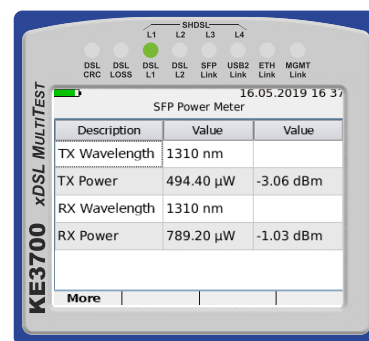 SHDSL
L1 L2 L3 L4
DSL DSL DSL DSL SFP USB2 ETH MGMT
CRC LOSS L1 L2 Link Link Link Link
16.05.2019 16 37
SFP Power Meter
Description Value Value
TX Wavelength 1310 nm
TX Power 494.40 µW -3.06 dBm
RX Wavelength 1310 nm
RX Power 789.20 µW -1.03 dBm
More
KE3700 xDSL MULTITEST